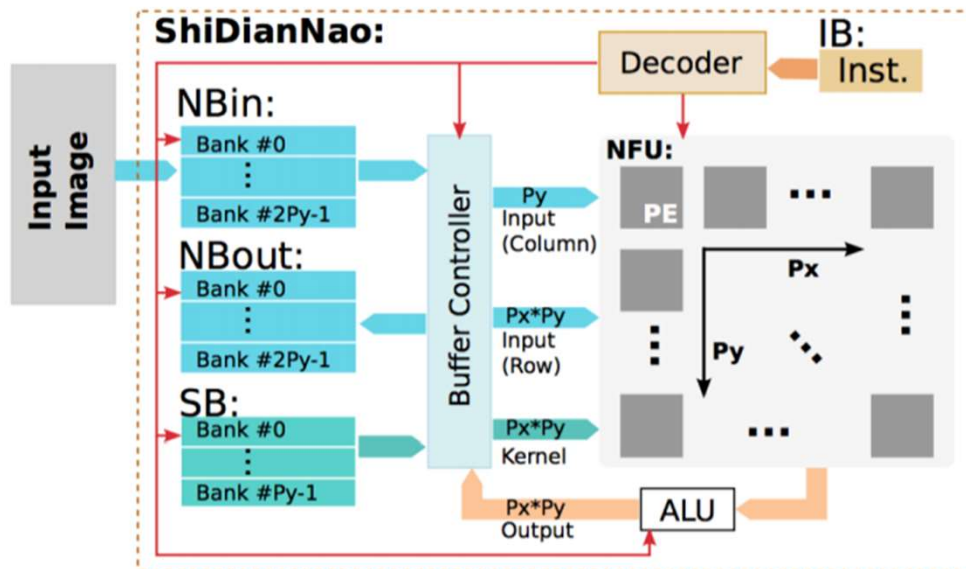 ShiDianNao:
IB:
Decoder
Inst.
Input
Image
NBin:
Bank #0
Bank #2Py-1
NBout:
Bank #0
Bank #2Py-1
SB:
Bank #0
Bank #Py-1
Buffer Controller
Py
Input
(Column)
Px*Py
Input
(Row)
Px*Py
Kernel
NFU:
PE
Px
Py
Px*Py
Output
ALU